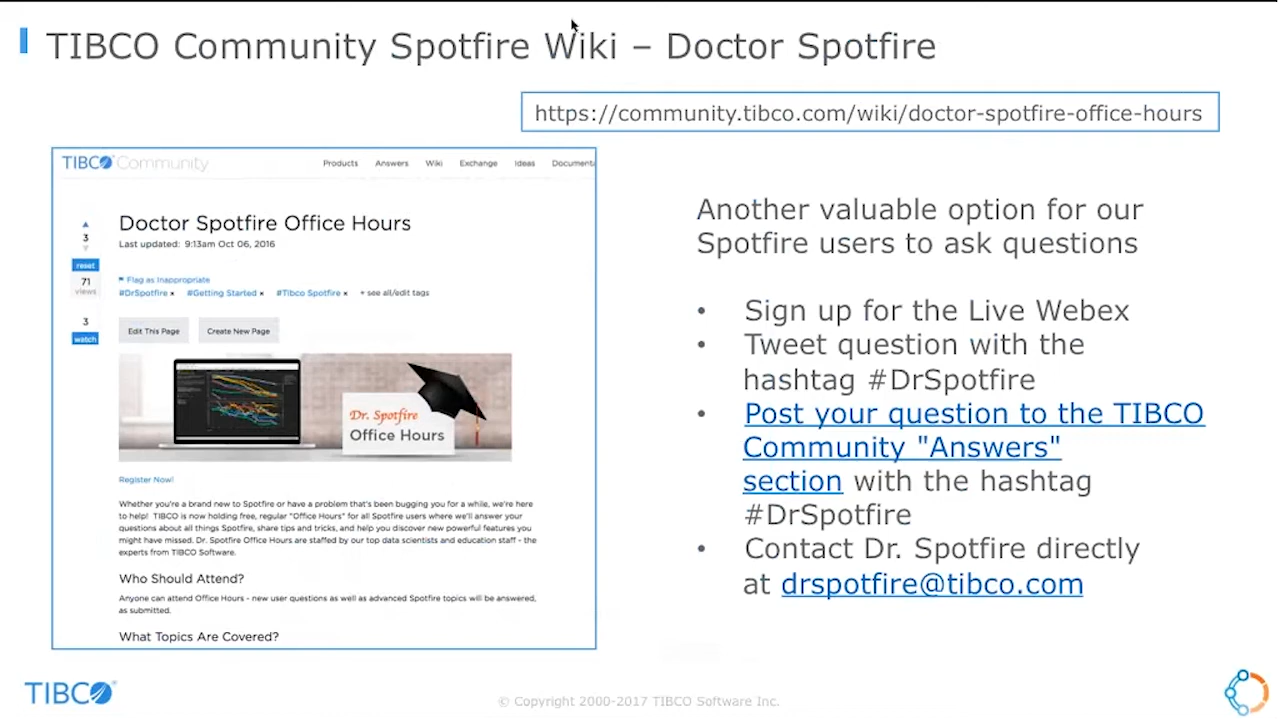 TIBCO Community Spotfire Wiki – Doctor Spotfire
https://community.tibco.com/wiki/doctor-spotfire-office-hours
TIBCO Community
Products Answers Wiki Exchange Ideas Documenta
3
reset
71
views
3
watch
Doctor Spotfire Office Hours
Last updated: 9:13am Oct 06, 2016
Flag as Inappropriate
#DrSpotfire × #Getting Started × #Tibco Spotfire × + see all/edit tags
Edit This Page Create New Page
Dr. Spotfire
Office Hours
Register Now!
Whether you're a brand new to Spotfire or have a problem that's been bugging you for a while, we're here
to help! TIBCO is now holding free, regular "Office Hours" for all Spotfire users where we'll answer your
questions about all things Spotfire, share tips and tricks, and help you discover new powerful features you
might have missed. Dr. Spotfire Office Hours are staffed by our top data scientists and education staff - the
experts from TIBCO Software.
Who Should Attend?
Anyone can attend Office Hours - new user questions as well as advanced Spotfire topics will be answered,
as submitted.
What Topics Are Covered?
Another valuable option for our
Spotfire users to ask questions
• Sign up for the Live Webex
• Tweet question with the
hashtag #DrSpotfire
• Post your question to the TIBCO
Community "Answers"
section with the hashtag
#DrSpotfire
• Contact Dr. Spotfire directly
at drspotfire@tibco.com
TIBCO
© Copyright 2000-2017 TIBCO Software Inc.